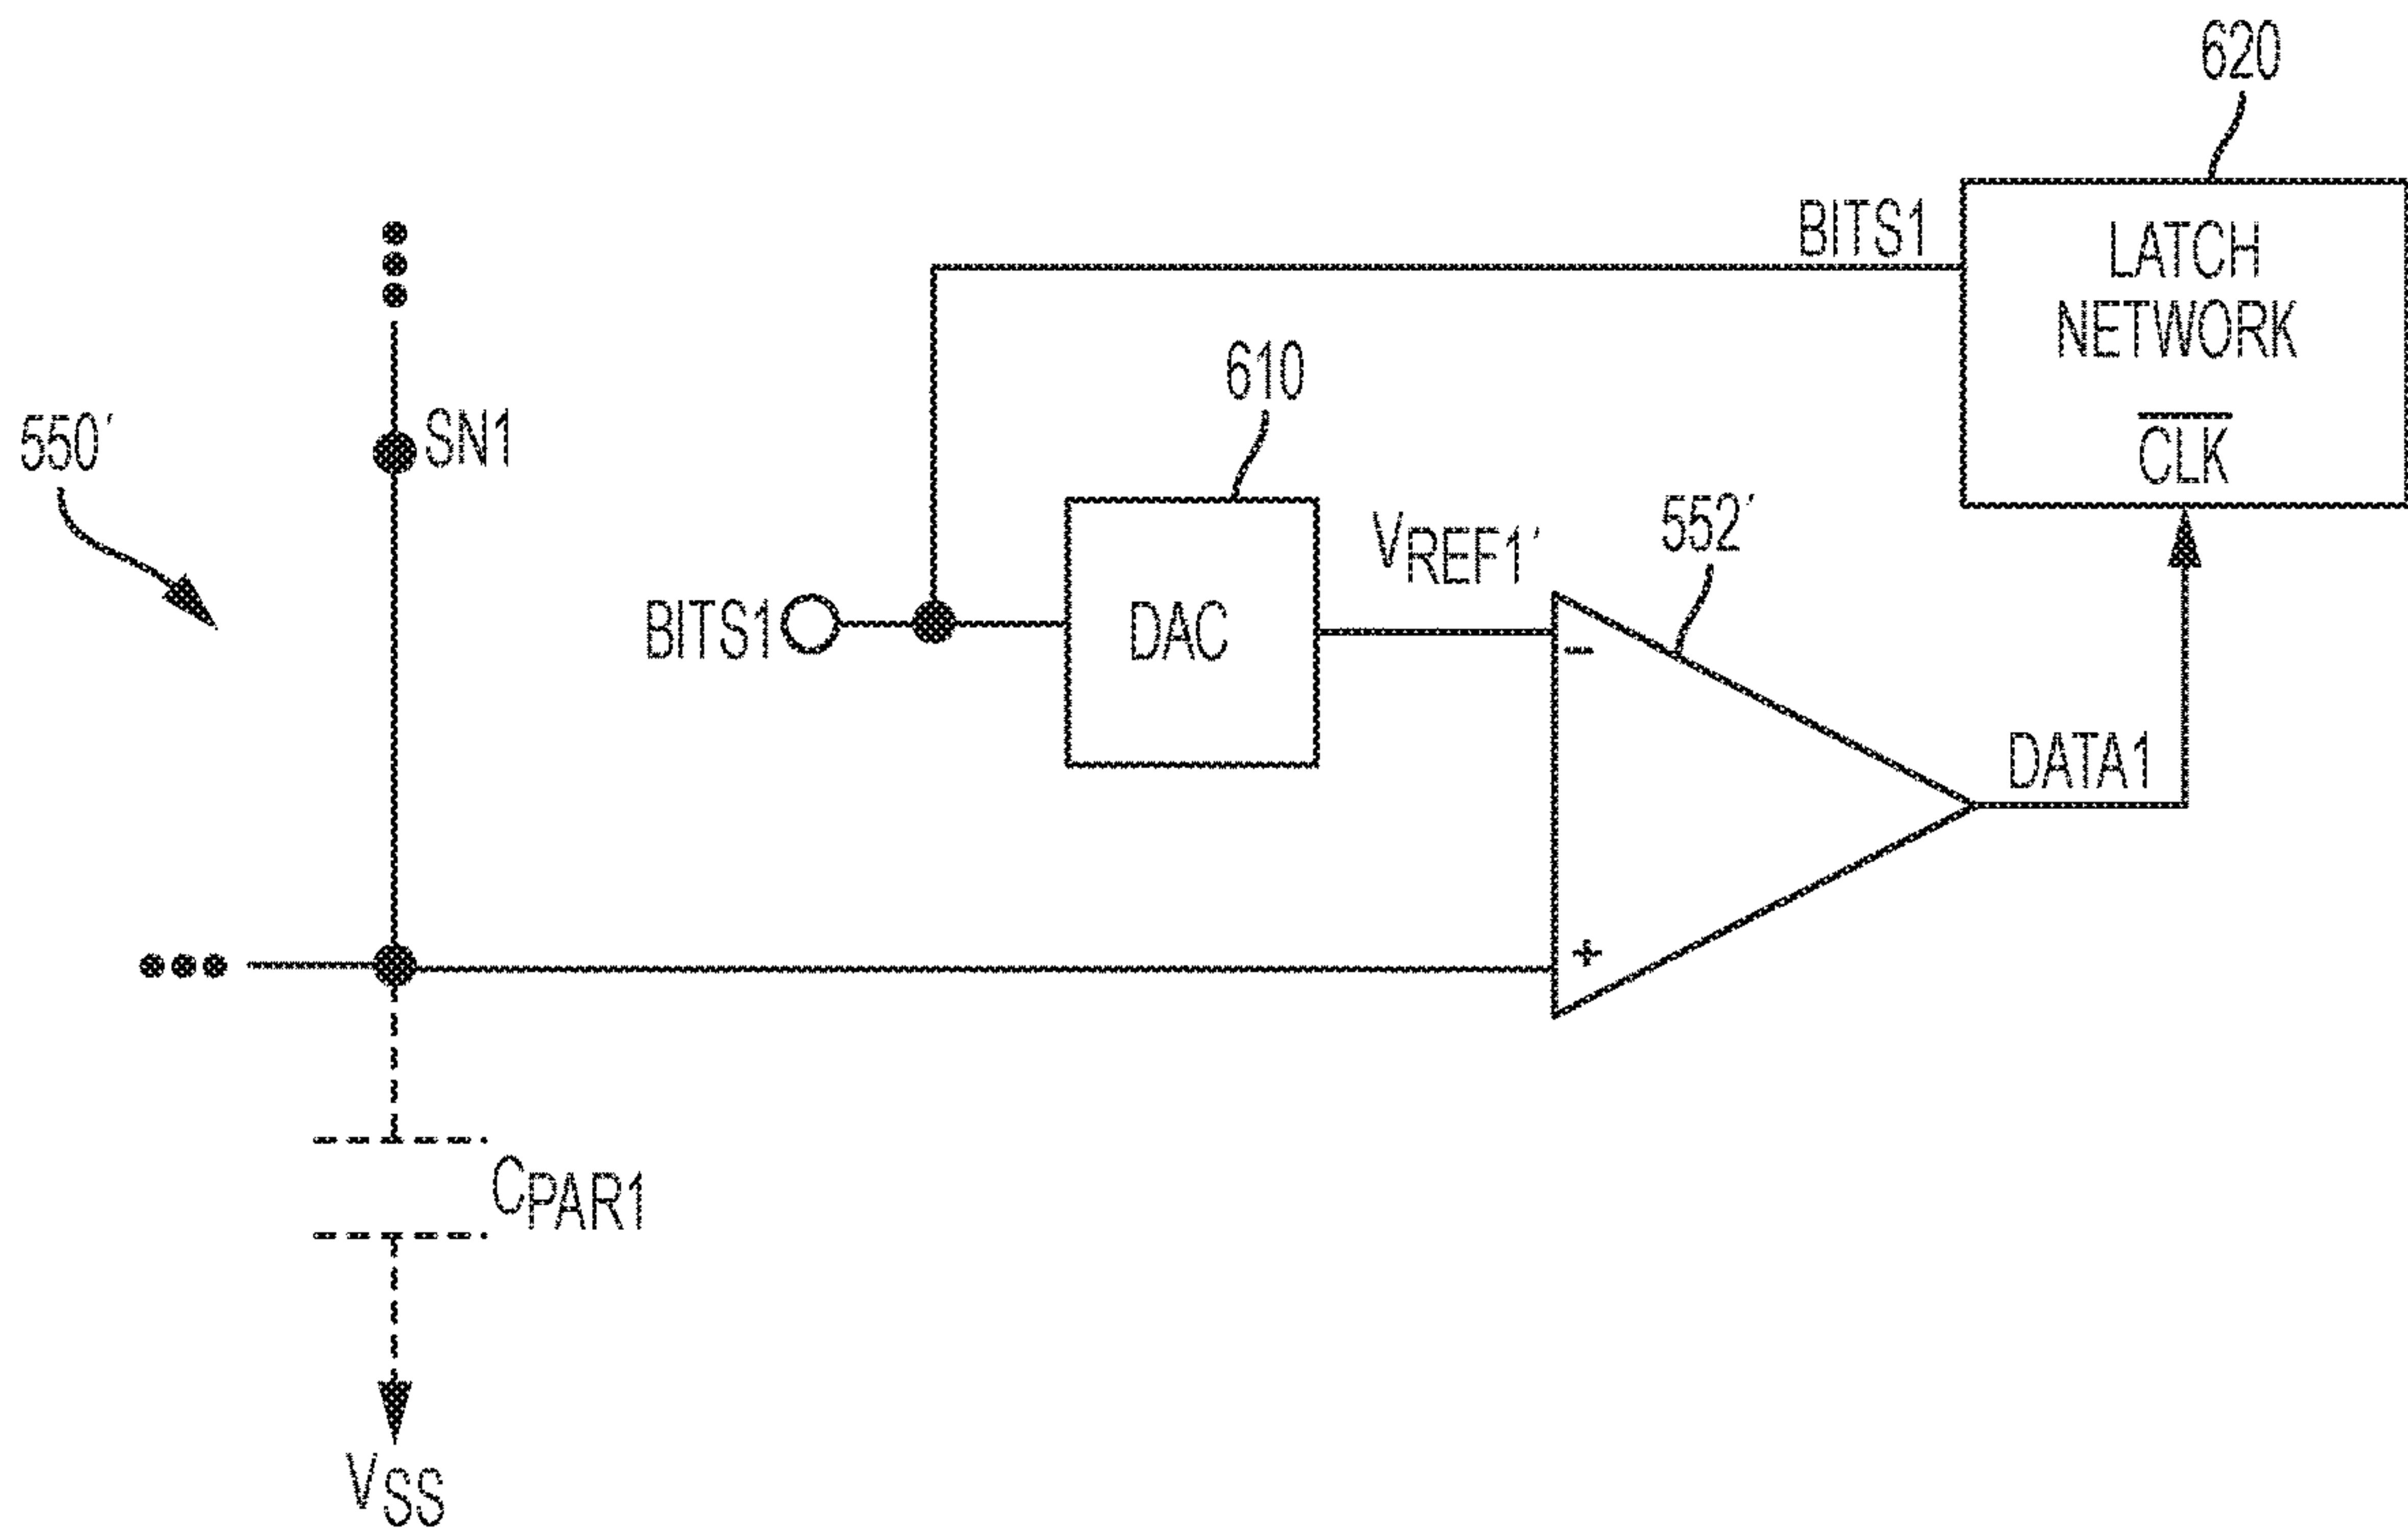 620
BITS1
LATCH
NETWORK
CLK
610
550′
SN1
VREF1′
552′
BITS1
DAC
−
DATA1
+
CPAR1
VSS